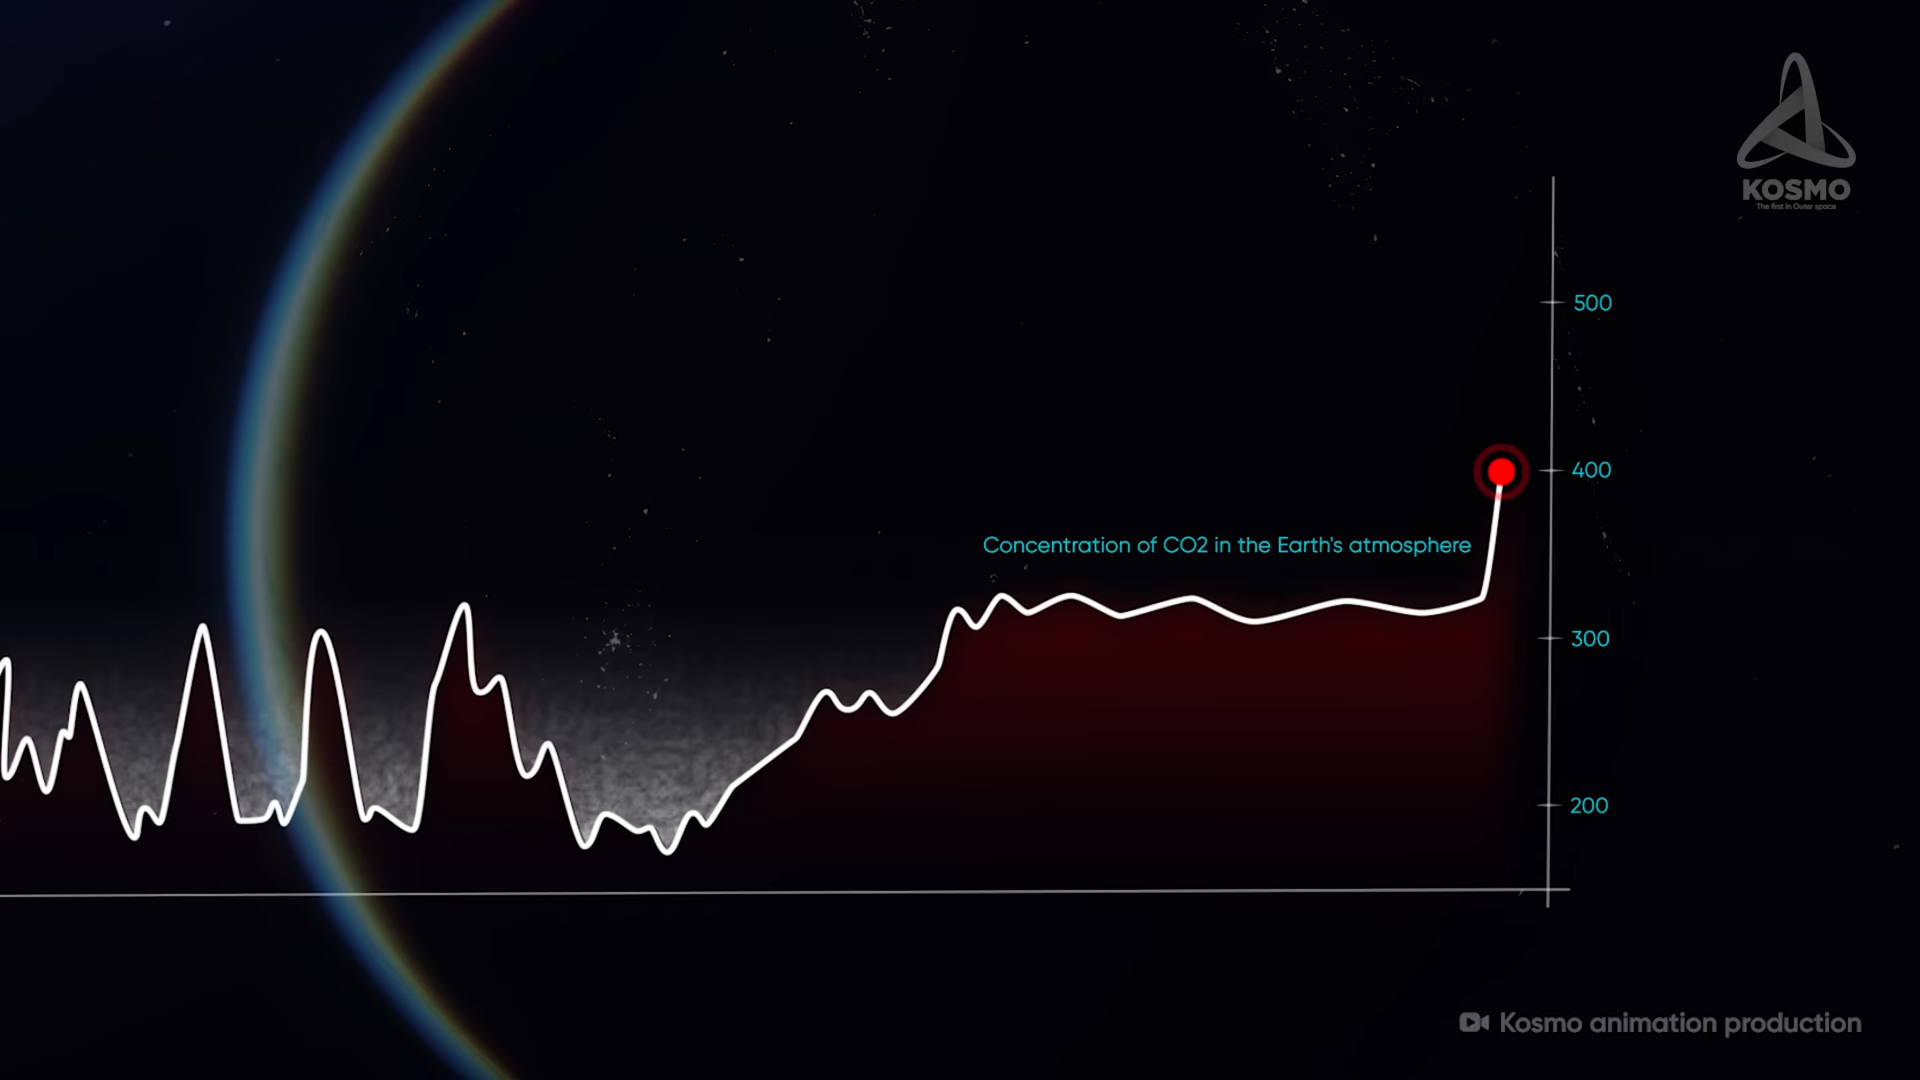 KOSMO
The first in Outer space
500
400
Concentration of CO2 in the Earth's atmosphere
300
200
Kosmo animation production